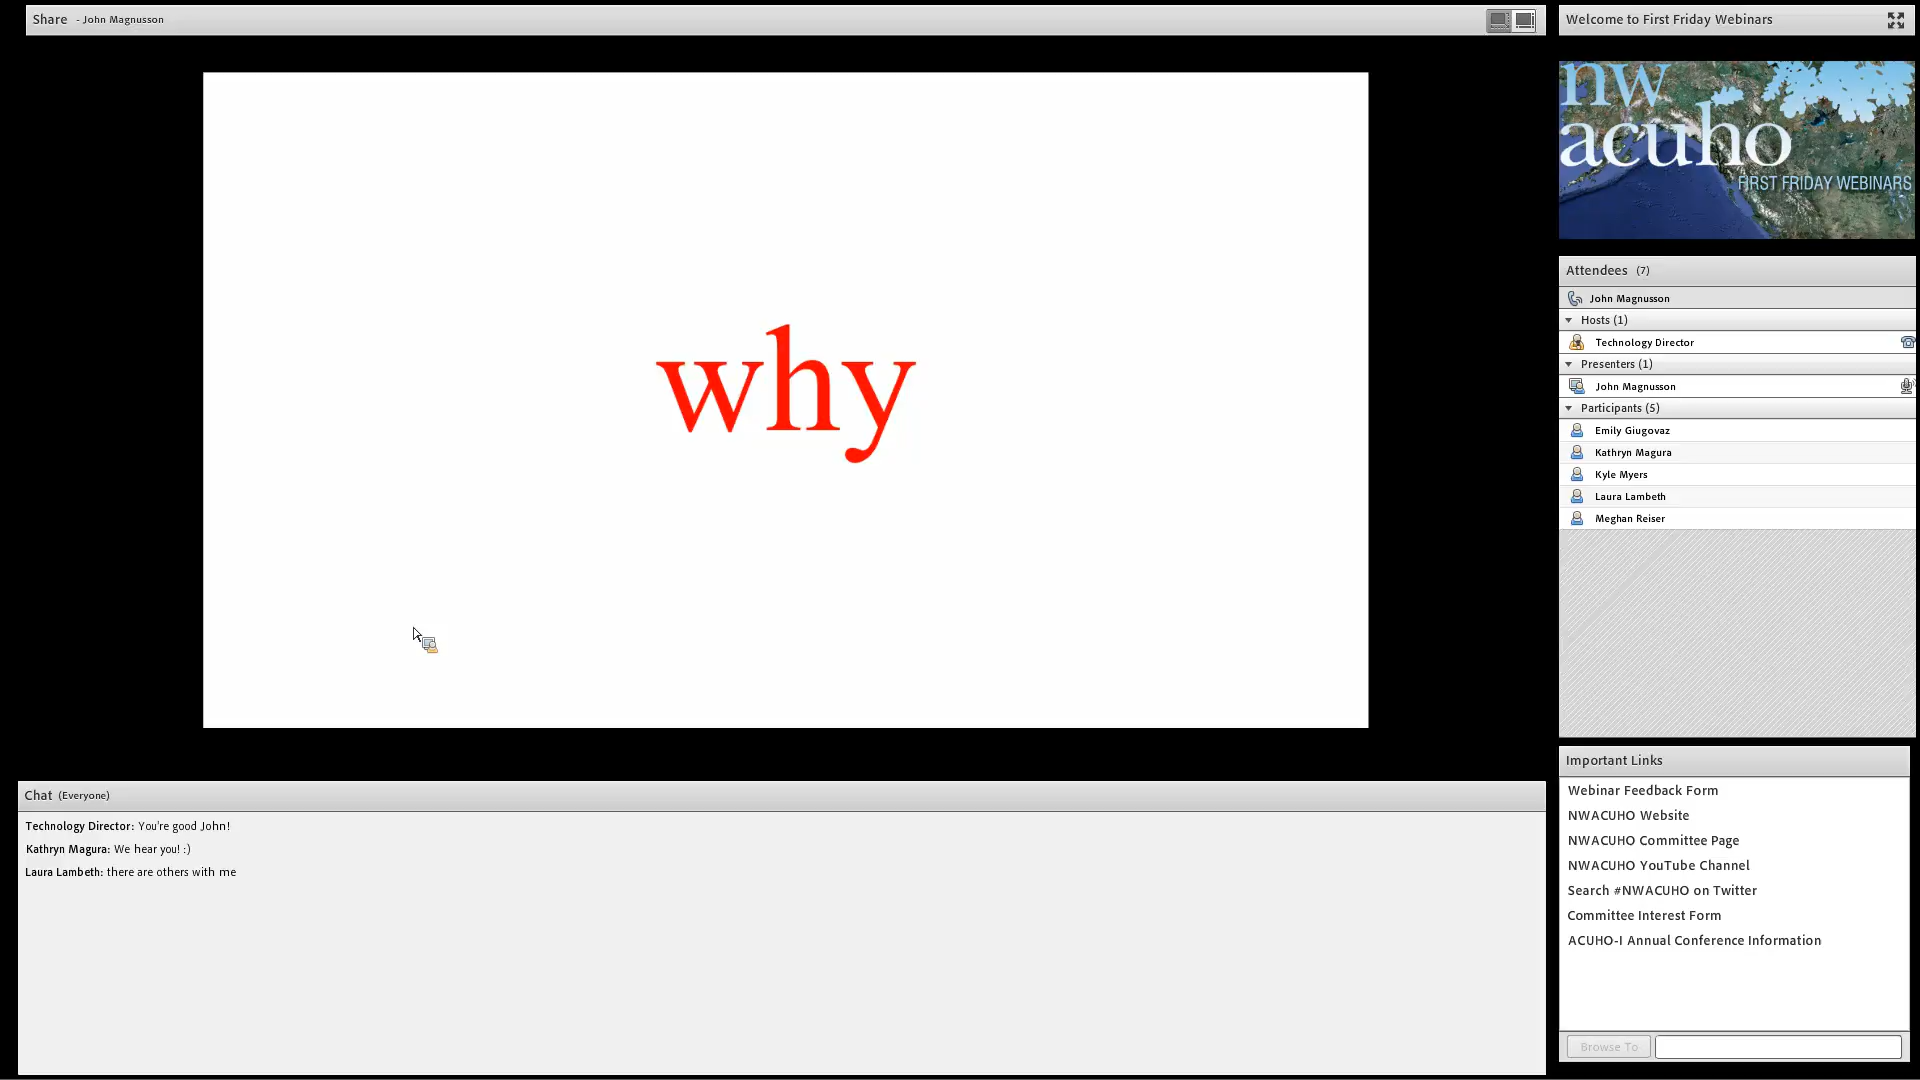 Share - John Magnusson
why
Chat (Everyone)
Technology Director: You're good John!
Kathryn Magura: We hear you! :)
Laura Lambeth: there are others with me
Welcome to First Friday Webinars
nw
acuho
FIRST FRIDAY WEBINARS
Attendees (7)
John Magnusson
Hosts (1)
Technology Director
Presenters (1)
John Magnusson
Participants (5)
Emily Giugovaz
Kathryn Magura
Kyle Myers
Laura Lambeth
Meghan Reiser
Important Links
Webinar Feedback Form
NWACUHO Website
NWACUHO Committee Page
NWACUHO YouTube Channel
Search #NWACUHO on Twitter
Committee Interest Form
ACUHO-I Annual Conference Information
Browse To